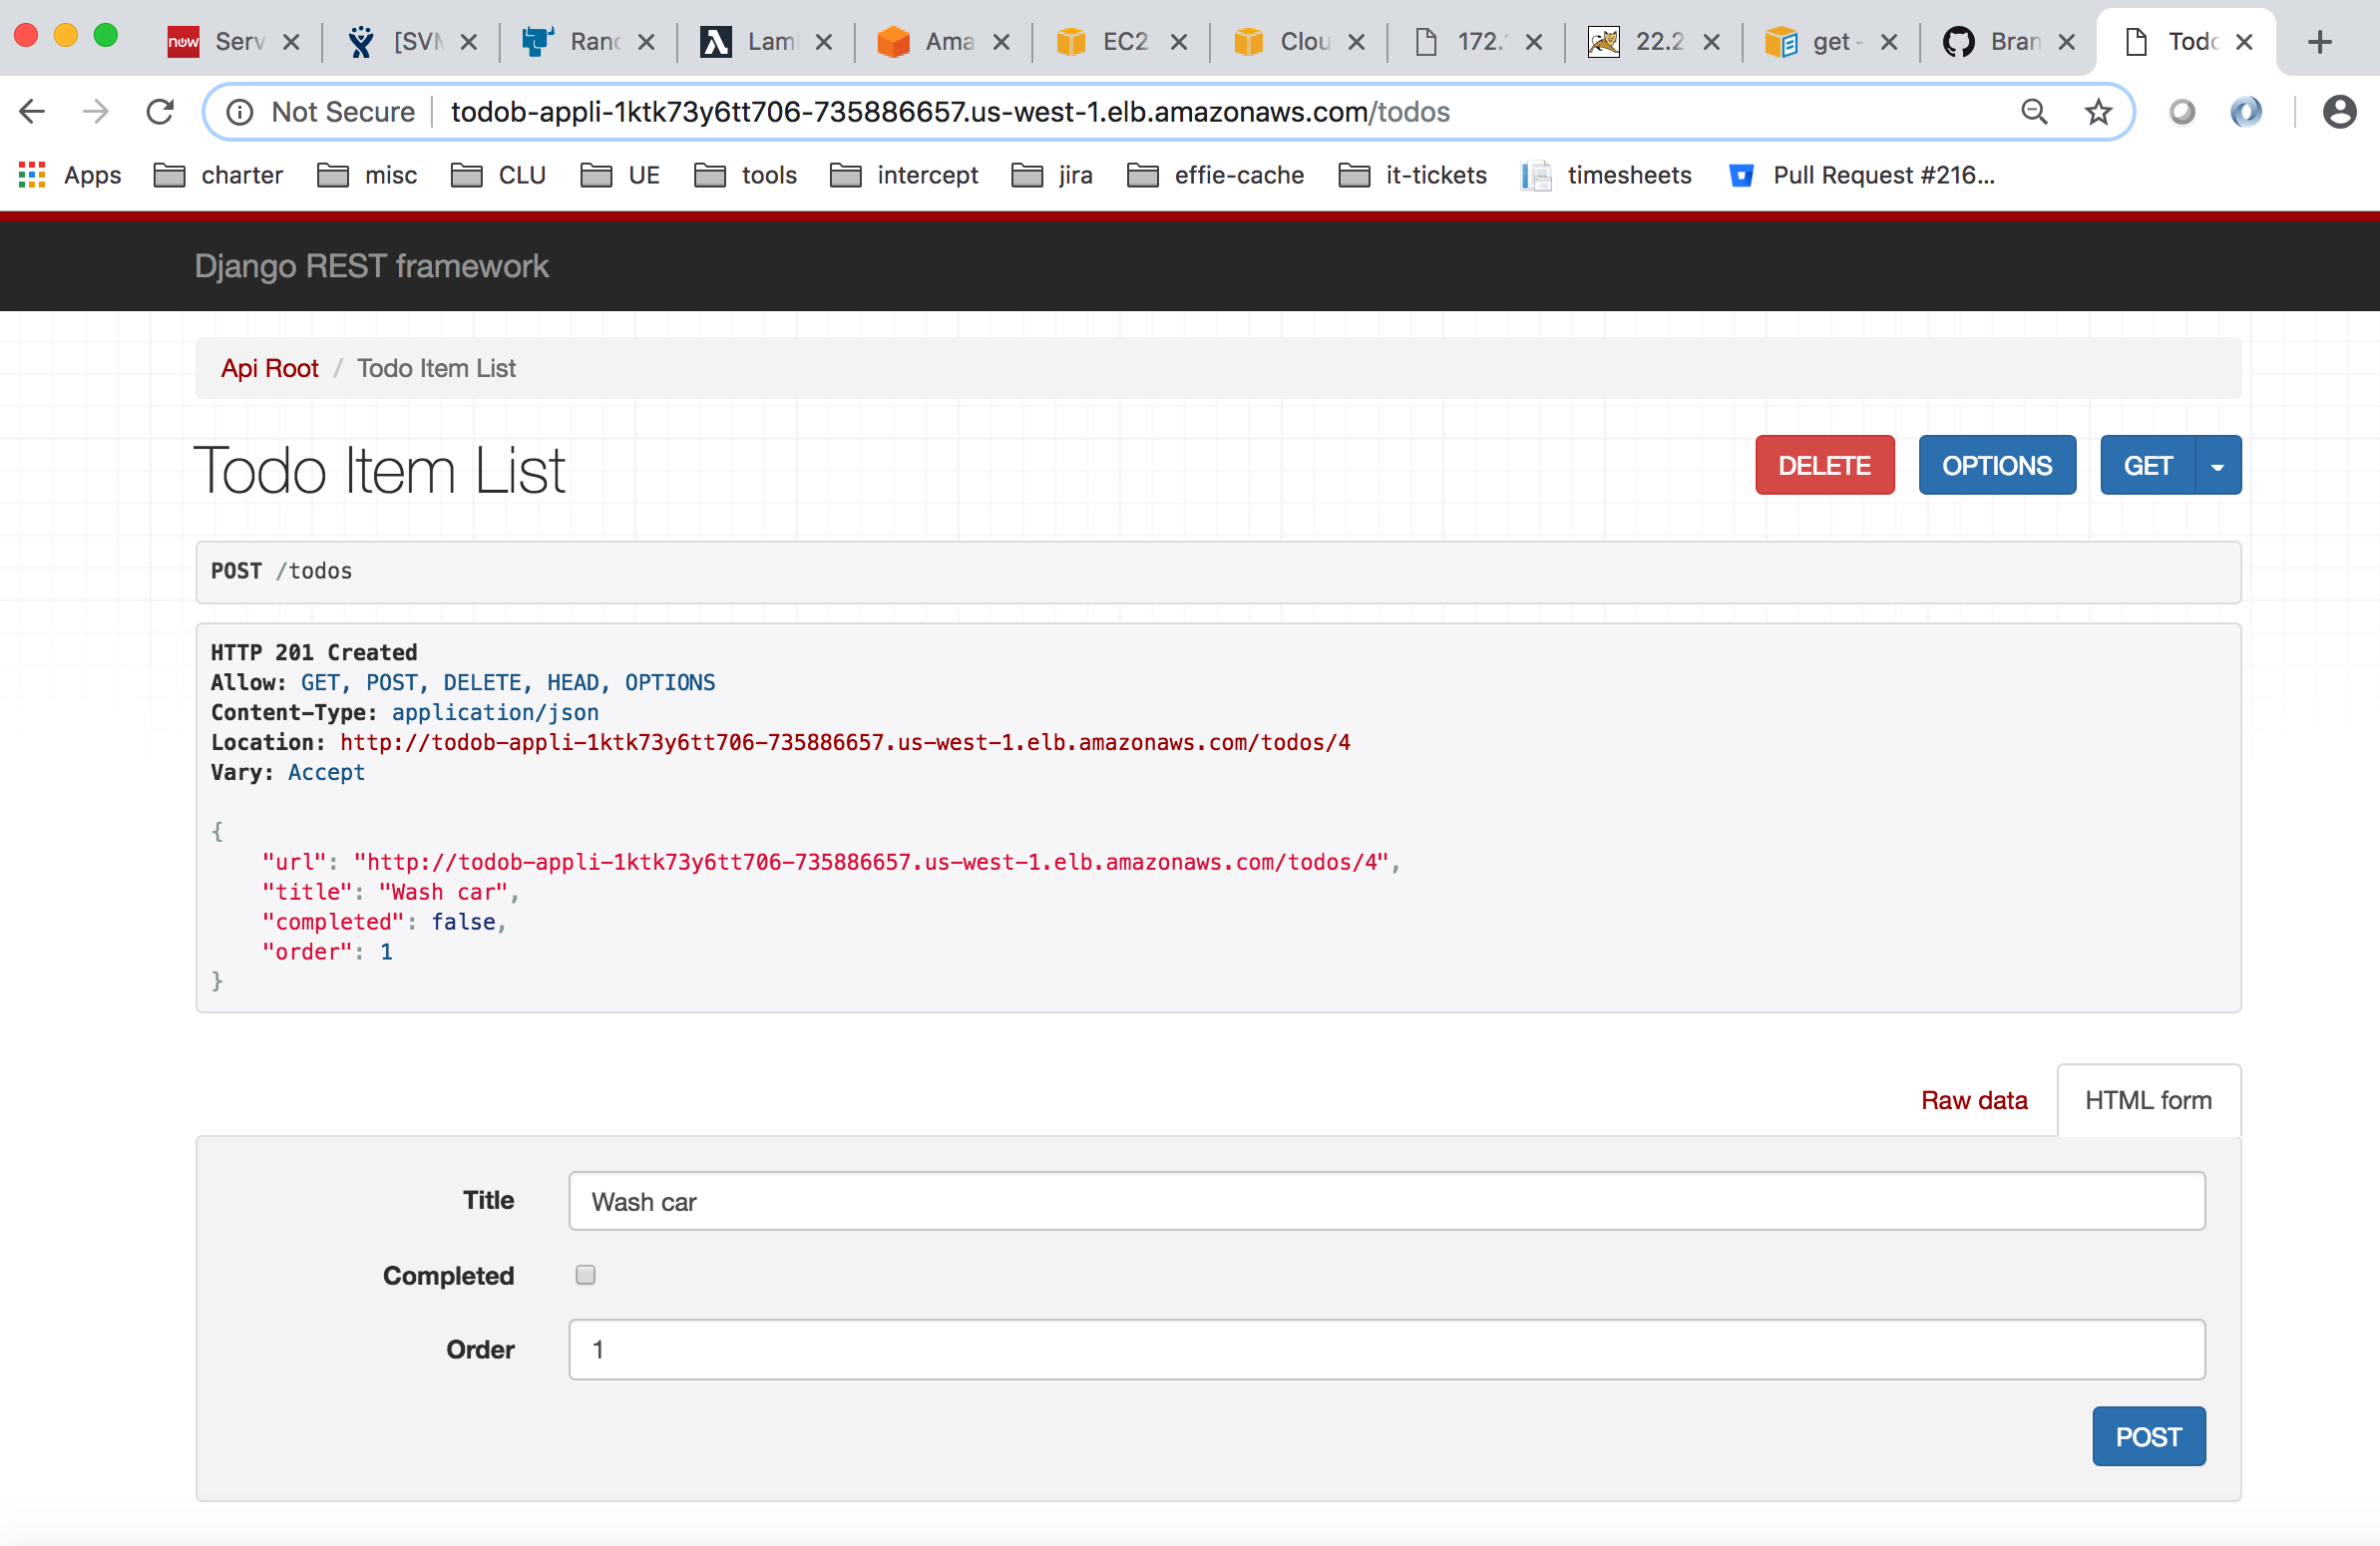 now Serv [SVM Ranc Lam Ama EC2 Clou 172. 22.2 get - Bran Todo
Not Secure todob-appli-1ktk73y6tt706-735886657.us-west-1.elb.amazonaws.com/todos
Apps charter misc CLU UE tools intercept jira effie-cache it-tickets timesheets Pull Request #216...
Django REST framework
Api Root / Todo Item List
Todo Item List DELETE OPTIONS GET
POST /todos
HTTP 201 Created
Allow: GET, POST, DELETE, HEAD, OPTIONS
Content-Type: application/json
Location: http://todob-appli-1ktk73y6tt706-735886657.us-west-1.elb.amazonaws.com/todos/4
Vary: Accept
{
"url": "http://todob-appli-1ktk73y6tt706-735886657.us-west-1.elb.amazonaws.com/todos/4",
"title": "Wash car",
"completed": false,
"order": 1
}
Raw data HTML form
Title Wash car
Completed
Order 1
POST